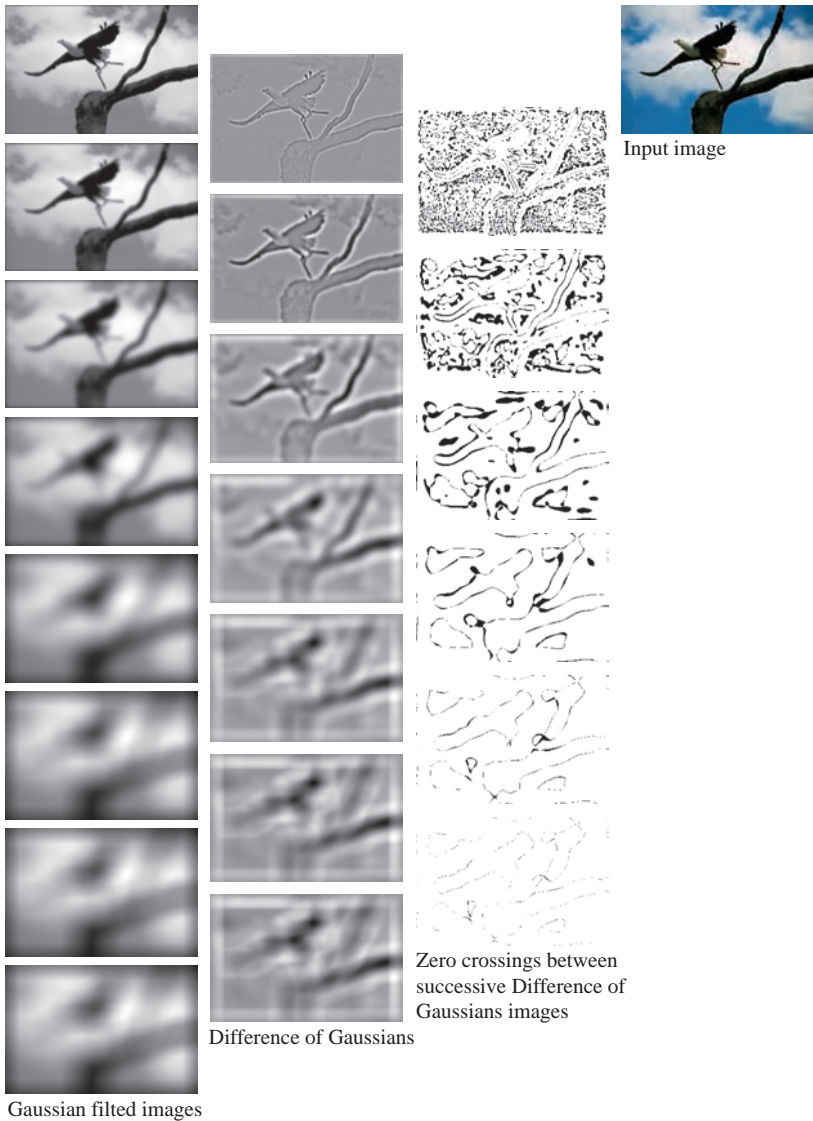 Input image
Zero crossings between
successive Difference of
Gaussians images
Difference of Gaussians
Gaussian filted images